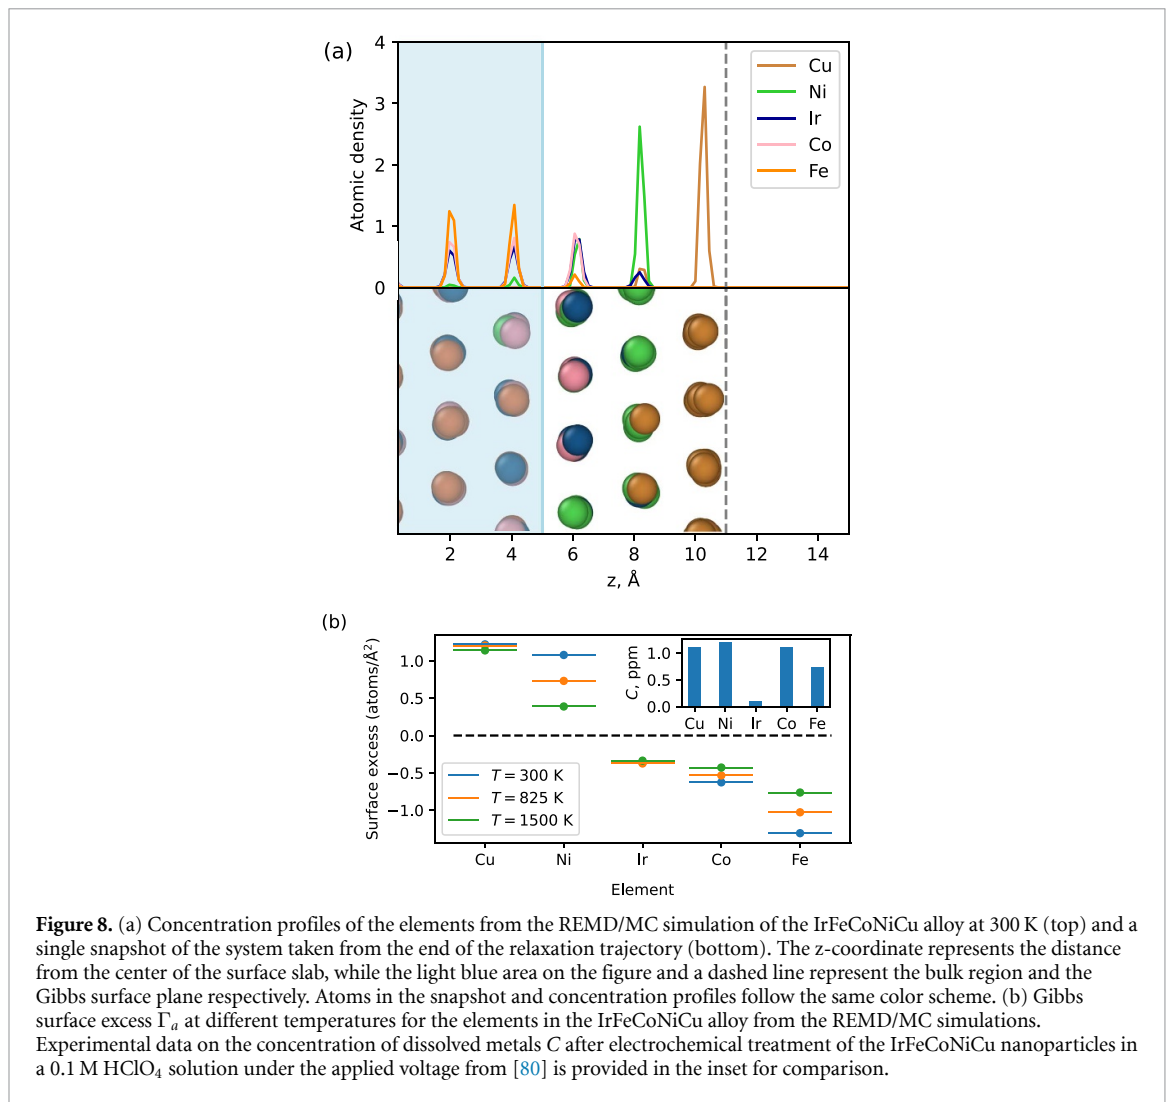 (a)
4
3
2
1
0
Atomic density
Cu
Ni
Ir
Co
Fe
2 4 6 8 10 12 14
z, Å
(b)
Surface excess (atoms/Å²)
1.0
0.5
0.0
−0.5
−1.0
C, ppm
1.0
0.5
0.0
Cu Ni Ir Co Fe
T = 300 K
T = 825 K
T = 1500 K
Cu Ni Ir Co Fe
Element
Figure 8. (a) Concentration profiles of the elements from the REMD/MC simulation of the IrFeCoNiCu alloy at 300 K (top) and a
single snapshot of the system taken from the end of the relaxation trajectory (bottom). The z-coordinate represents the distance
from the center of the surface slab, while the light blue area on the figure and a dashed line represent the bulk region and the
Gibbs surface plane respectively. Atoms in the snapshot and concentration profiles follow the same color scheme. (b) Gibbs
surface excess Γₐ at different temperatures for the elements in the IrFeCoNiCu alloy from the REMD/MC simulations.
Experimental data on the concentration of dissolved metals C after electrochemical treatment of the IrFeCoNiCu nanoparticles in
a 0.1 M HClO₄ solution under the applied voltage from [80] is provided in the inset for comparison.